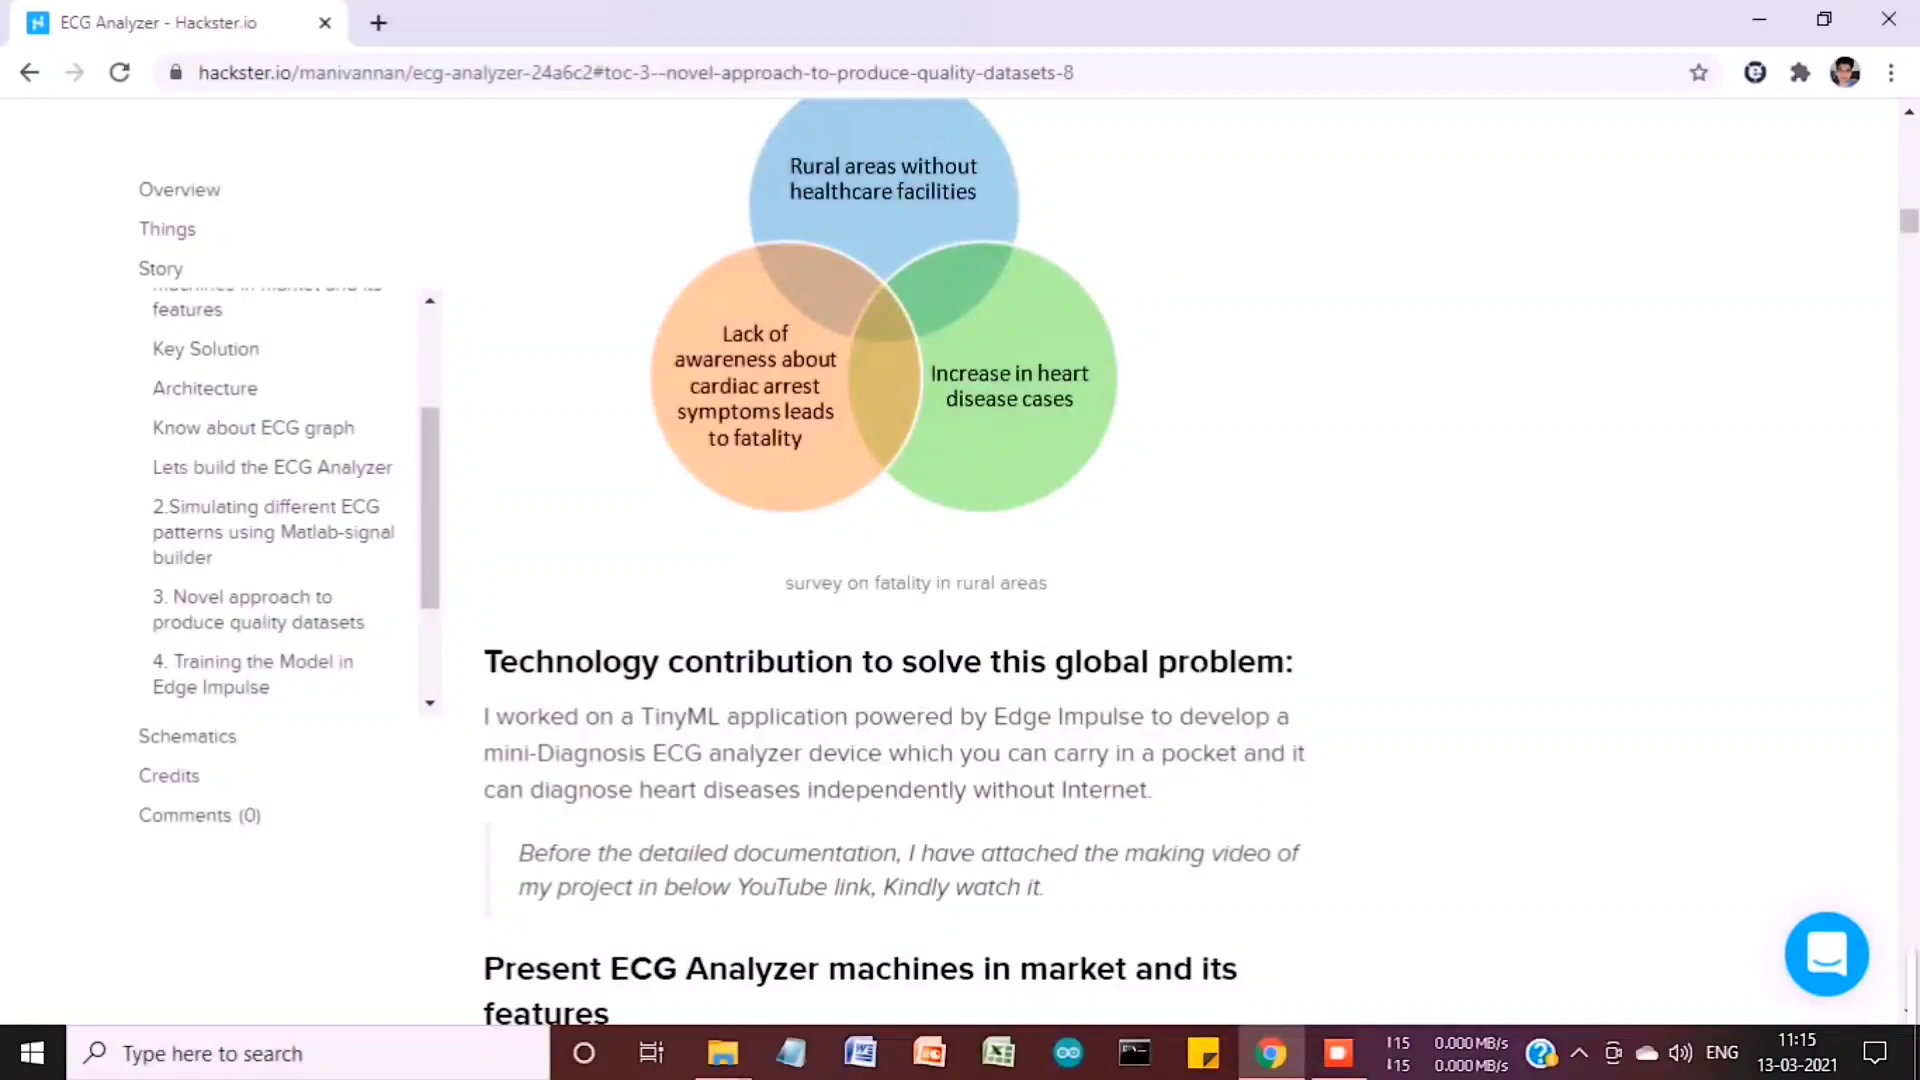 ECG Analyzer - Hackster.io
hackster.io/manivannan/ecg-analyzer-24a6c2#toc-3--novel-approach-to-produce-quality-datasets-8
Overview
Things
Story
machines in market and its
features
Key Solution
Architecture
Know about ECG graph
Lets build the ECG Analyzer
2.Simulating different ECG
patterns using Matlab-signal
builder
3. Novel approach to
produce quality datasets
4. Training the Model in
Edge Impulse
Schematics
Credits
Comments (0)
Rural areas without
healthcare facilities
Lack of
awareness about
cardiac arrest
symptoms leads
to fatality
Increase in heart
disease cases
survey on fatality in rural areas
Technology contribution to solve this global problem:
I worked on a TinyML application powered by Edge Impulse to develop a
mini-Diagnosis ECG analyzer device which you can carry in a pocket and it
can diagnose heart diseases independently without Internet.
Before the detailed documentation, I have attached the making video of
my project in below YouTube link, Kindly watch it.
Present ECG Analyzer machines in market and its
features
Type here to search
115 0.000 MB/s
115 0.000 MB/s
ENG
11:15
13-03-2021